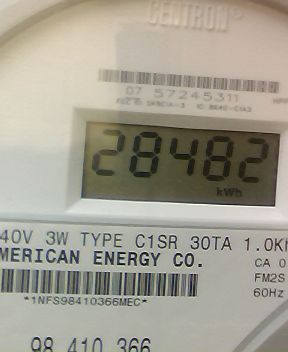 CENTRON®
07 57245311
28482
kWh
40V 3W TYPE C1SR 30TA 1.0K
MERICAN ENERGY CO.
CA 0
FM2S
*1NFS98410366MEC*
60Hz
98 410 366